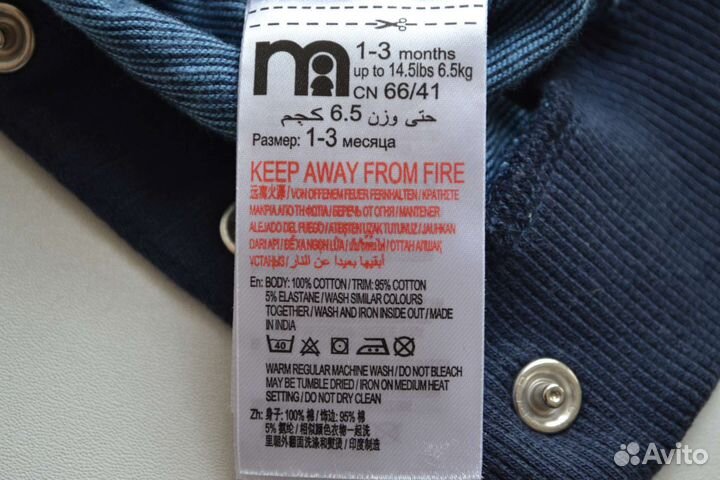 1-3 months
up to 14.5lbs 6.5kg
CN 66/41
حتى وزن 6.5 كجم
Размер: 1-3 месяца
KEEP AWAY FROM FIRE
远离火源 / VON OFFENEM FEUER FERNHALTEN / ΚΡΑΤΗΣΤΕ
ΜΑΚΡΙΑ ΑΠΟ ΤΗ ΦΩΤΙΑ / БЕРЕЧЬ ОТ ОГНЯ / MANTENER
ALEJADO DEL FUEGO / ATEŞTEN UZAK TUTUNUZ / JAUHKAN
DARI API / ĐỂ XA NGỌN LỬA / / ОТТАН АЛШАҚ
ҰСТАҢЫЗ / أبقيها بعيدا عن النار
En: BODY: 100% COTTON / TRIM: 95% COTTON
5% ELASTANE / WASH SIMILAR COLOURS
TOGETHER / WASH AND IRON INSIDE OUT / MADE
IN INDIA
40
WARM REGULAR MACHINE WASH / DO NOT BLEACH
MAY BE TUMBLE DRIED / IRON ON MEDIUM HEAT
SETTING / DO NOT DRY CLEAN
Zh: 身子: 100% 棉 / 饰边: 95% 棉
5% 氨纶 / 相似颜色衣物一起洗
里朝外翻面洗涤和熨烫 / 印度制造
Avito